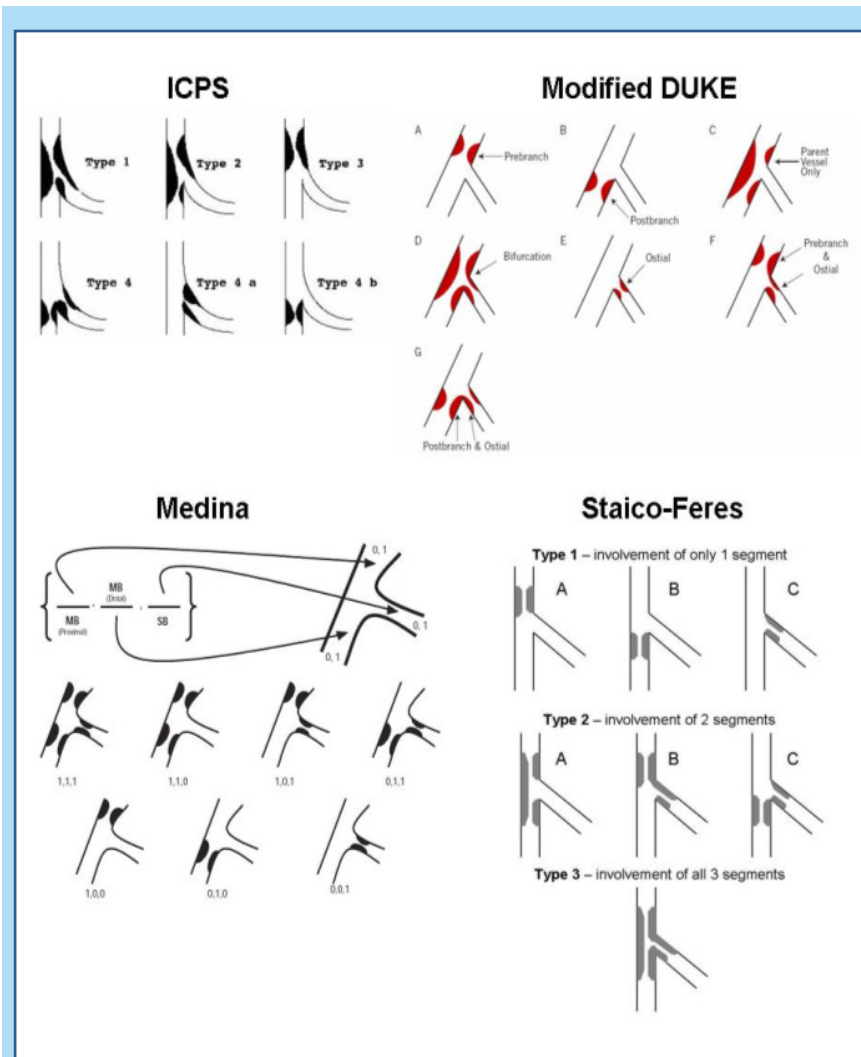 ICPS
Type 1
Type 2
Type 3
Type 4
Type 4 a
Type 4 b
Modified DUKE
A
Prebranch
B
Postbranch
C
Parent
Vessel
Only
D
Bifurcation
E
Ostial
F
Prebranch
&
Ostial
G
Postbranch & Ostial
Medina
{ MB (Proximal) , MB (Distal) , SB }
0, 1
0, 1
0, 1
1,1,1
1,1,0
1,0,1
0,1,1
1,0,0
0,1,0
0,0,1
Staico-Feres
Type 1 – involvement of only 1 segment
A
B
C
Type 2 – involvement of 2 segments
A
B
C
Type 3 – involvement of all 3 segments